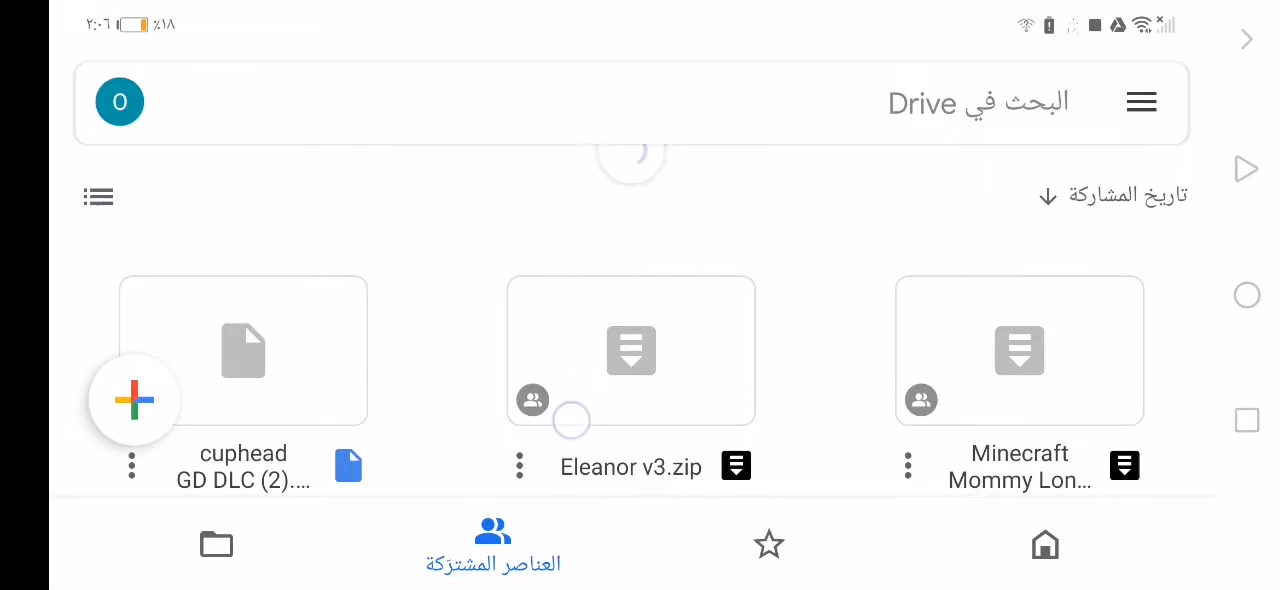 ٢:٠٦ ٪١٨
البحث في Drive
O
تاريخ المشاركة
cuphead
GD DLC (2)....
Eleanor v3.zip
Minecraft
Mommy Lon...
العناصر المشترَكة